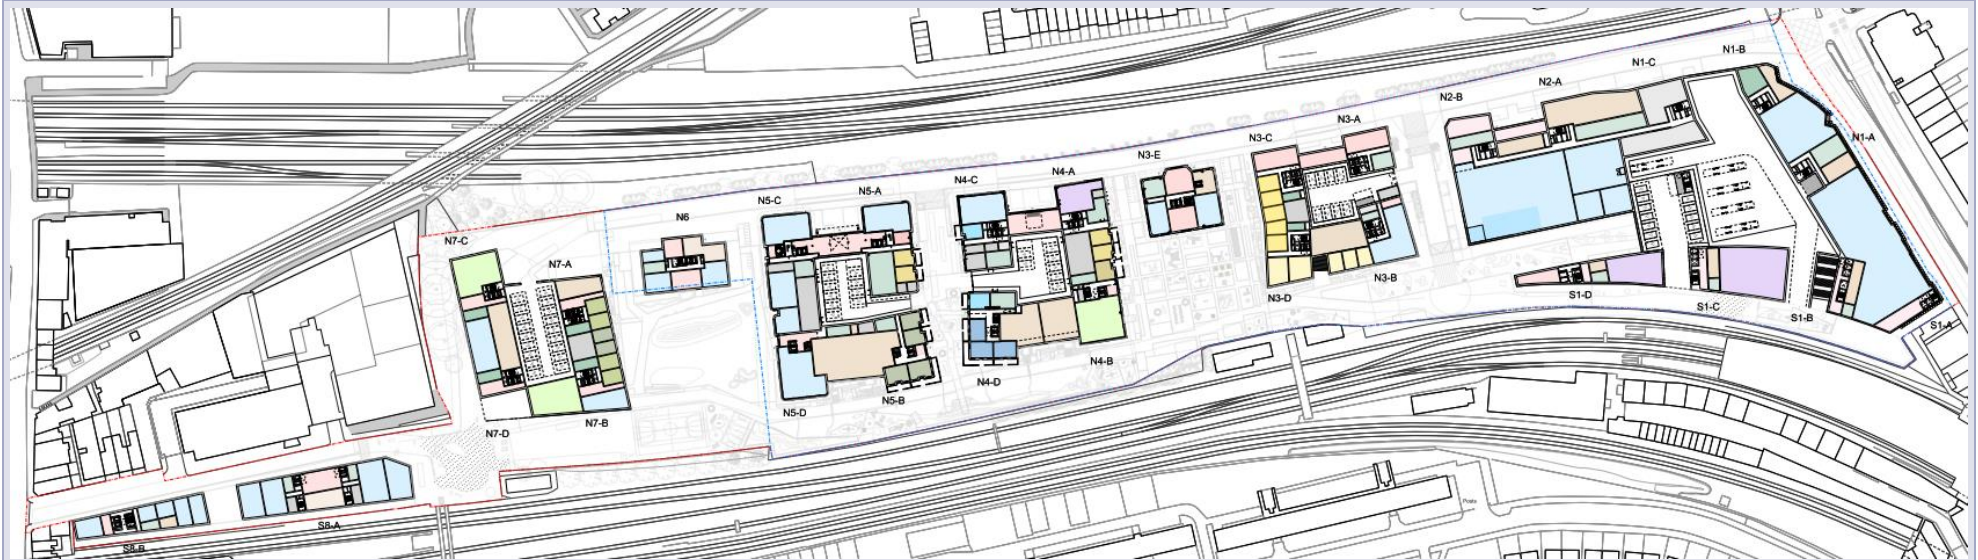 N1-B
N1-C
N2-A
N2-B
N1-A
N3-A
N3-C
N3-E
N4-A
N4-C
N5-A
N5-C
N6
N7-C
N7-A
N3-B
N3-D
S1-D
S1-C
S1-B
S1-A
N4-B
N4-D
N5-B
N5-D
N7-B
N7-D
Posts
S8-A
S8-B